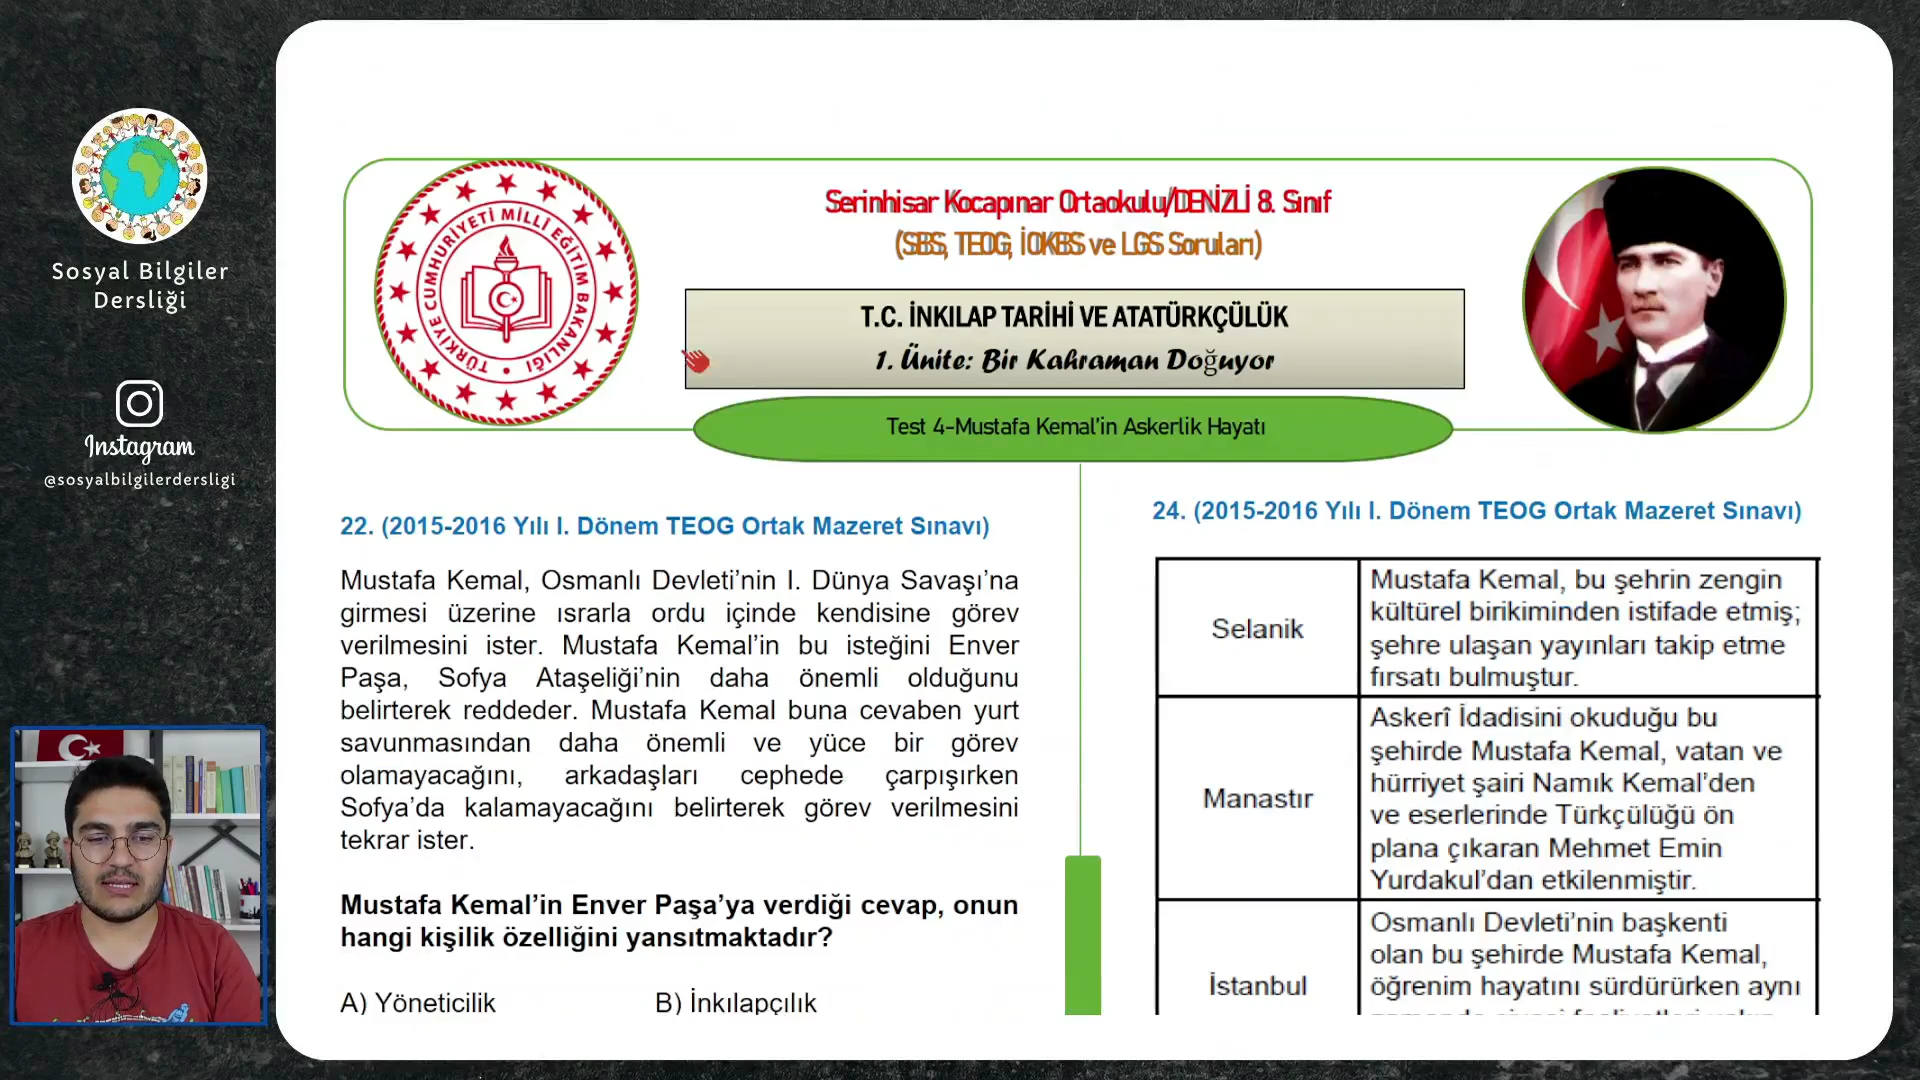 Sosyal Bilgiler
Dersliği
Instagram
@sosyalbilgilerdersligi
TÜRKİYE CUMHURİYETİ MİLLÎ EĞİTİM BAKANLIĞI
Serinhisar Kocapınar Ortaokulu/DENİZLİ 8. Sınıf
(SBS, TEOG, İOKBS ve LGS Soruları)
T.C. İNKILAP TARİHİ VE ATATÜRKÇÜLÜK
1. Ünite: Bir Kahraman Doğuyor
Test 4-Mustafa Kemal'in Askerlik Hayatı
22. (2015-2016 Yılı I. Dönem TEOG Ortak Mazeret Sınavı)
Mustafa Kemal, Osmanlı Devleti'nin I. Dünya Savaşı'na
girmesi üzerine ısrarla ordu içinde kendisine görev
verilmesini ister. Mustafa Kemal'in bu isteğini Enver
Paşa, Sofya Ataşeliği'nin daha önemli olduğunu
belirterek reddeder. Mustafa Kemal buna cevaben yurt
savunmasından daha önemli ve yüce bir görev
olamayacağını, arkadaşları cephede çarpışırken
Sofya'da kalamayacağını belirterek görev verilmesini
tekrar ister.
Mustafa Kemal'in Enver Paşa'ya verdiği cevap, onun
hangi kişilik özelliğini yansıtmaktadır?
A) Yöneticilik B) İnkılapçılık
24. (2015-2016 Yılı I. Dönem TEOG Ortak Mazeret Sınavı)
Selanik
Mustafa Kemal, bu şehrin zengin
kültürel birikiminden istifade etmiş;
şehre ulaşan yayınları takip etme
fırsatı bulmuştur.
Manastır
Askerî İdadisini okuduğu bu
şehirde Mustafa Kemal, vatan ve
hürriyet şairi Namık Kemal'den
ve eserlerinde Türkçülüğü ön
plana çıkaran Mehmet Emin
Yurdakul'dan etkilenmiştir.
İstanbul
Osmanlı Devleti'nin başkenti
olan bu şehirde Mustafa Kemal,
öğrenim hayatını sürdürürken aynı